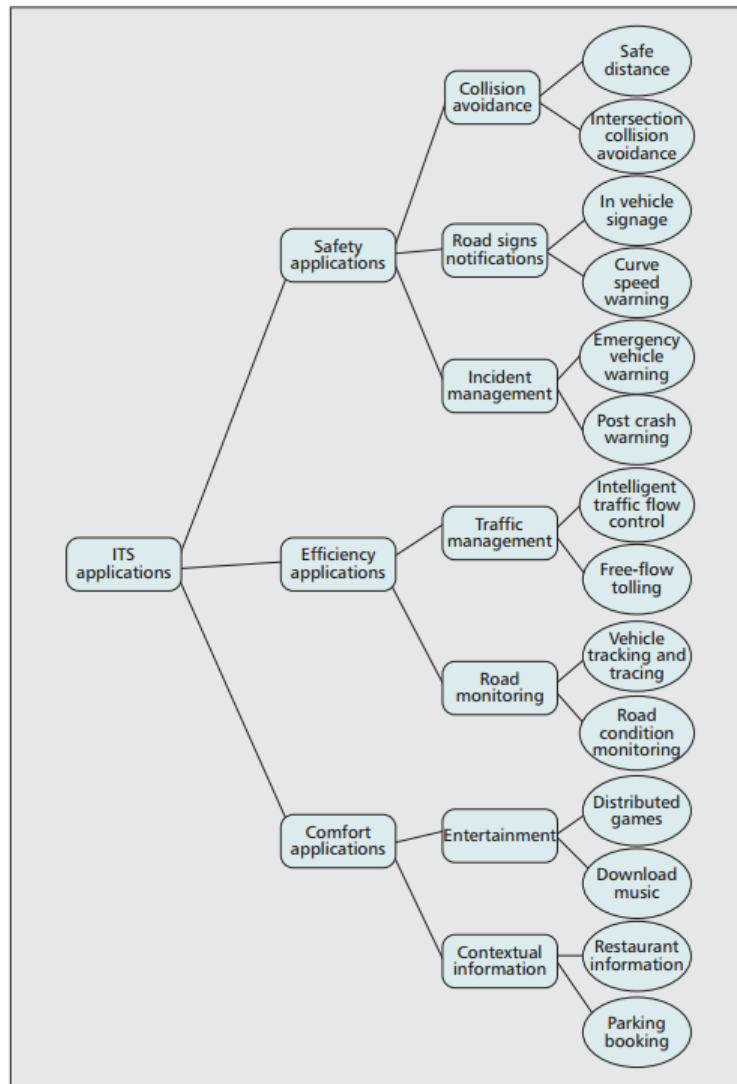 Safe
distance
Collision
avoidance
Intersection
collision
avoidance
In vehicle
signage
Safety
applications
Road signs
notifications
Curve
speed
warning
Emergency
vehicle
warning
Incident
management
Post crash
warning
Intelligent
traffic flow
control
Traffic
management
ITS
applications
Efficiency
applications
Free-flow
tolling
Vehicle
tracking and
tracing
Road
monitoring
Road
condition
monitoring
Distributed
games
Comfort
applications
Entertainment
Download
music
Contextual
information
Restaurant
information
Parking
booking